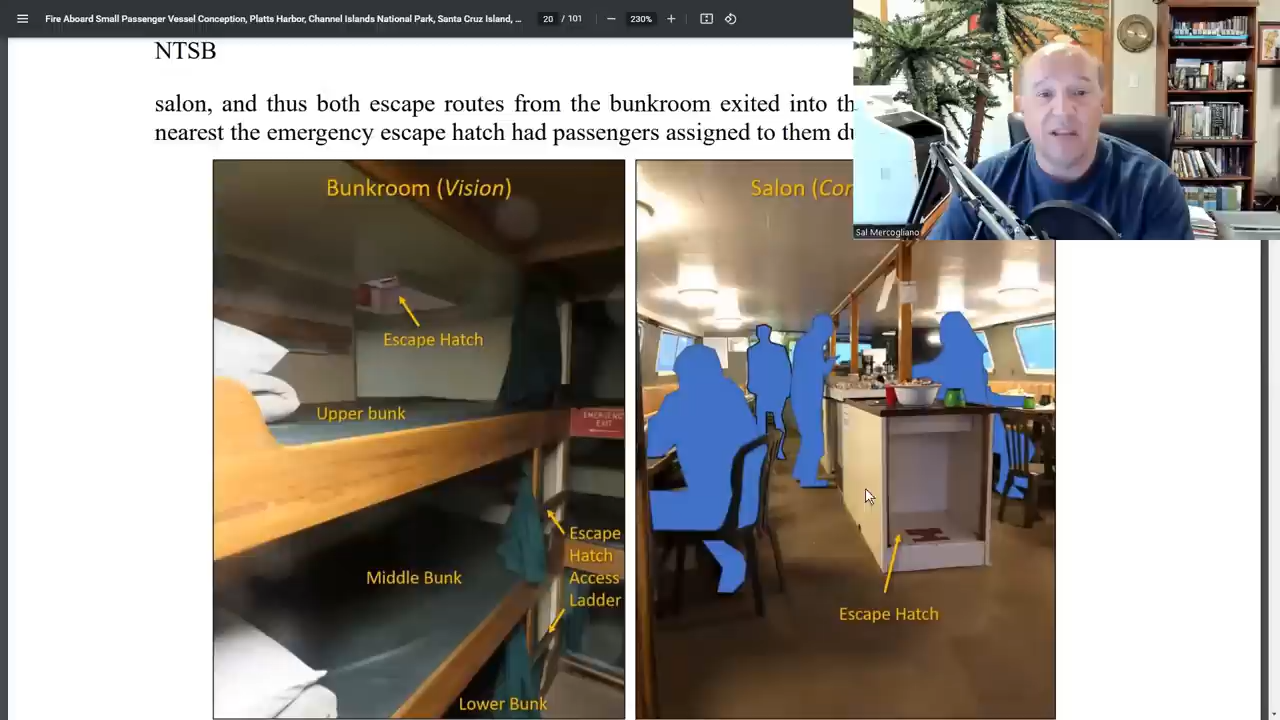 Fire Aboard Small Passenger Vessel Conception, Platts Harbor, Channel Islands National Park, Santa Cruz Island, ...
20 / 101
230%
NTSB
salon, and thus both escape routes from the bunkroom exited into
nearest the emergency escape hatch had passengers assigned to them
Sal Mercogliano
Bunkroom (Vision)
Escape Hatch
Upper bunk
EMERGENCY
EXIT
Escape
Hatch
Access
Ladder
Middle Bunk
Lower Bunk
Salon
Escape Hatch